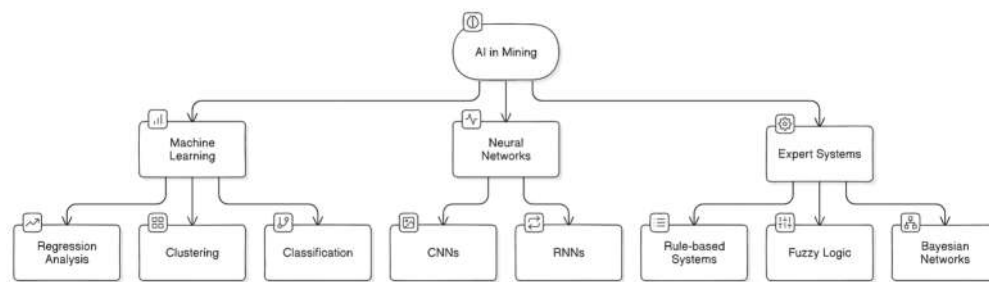 AI in Mining
Machine
Learning
Neural
Networks
Expert Systems
Regression
Analysis
Clustering
Classification
CNNs
RNNs
Rule-based
Systems
Fuzzy Logic
Bayesian
Networks